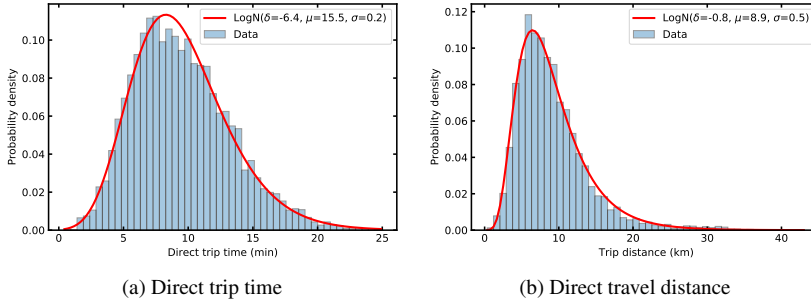 LogN(δ=-6.4, μ=15.5, σ=0.2)
Data
0.10
0.08
0.06
0.04
0.02
0.00
Probability density
0 5 10 15 20 25
Direct trip time (min)
(a) Direct trip time
LogN(δ=-0.8, μ=8.9, σ=0.5)
Data
0.12
0.10
0.08
0.06
0.04
0.02
0.00
Probability density
0 10 20 30 40
Trip distance (km)
(b) Direct travel distance